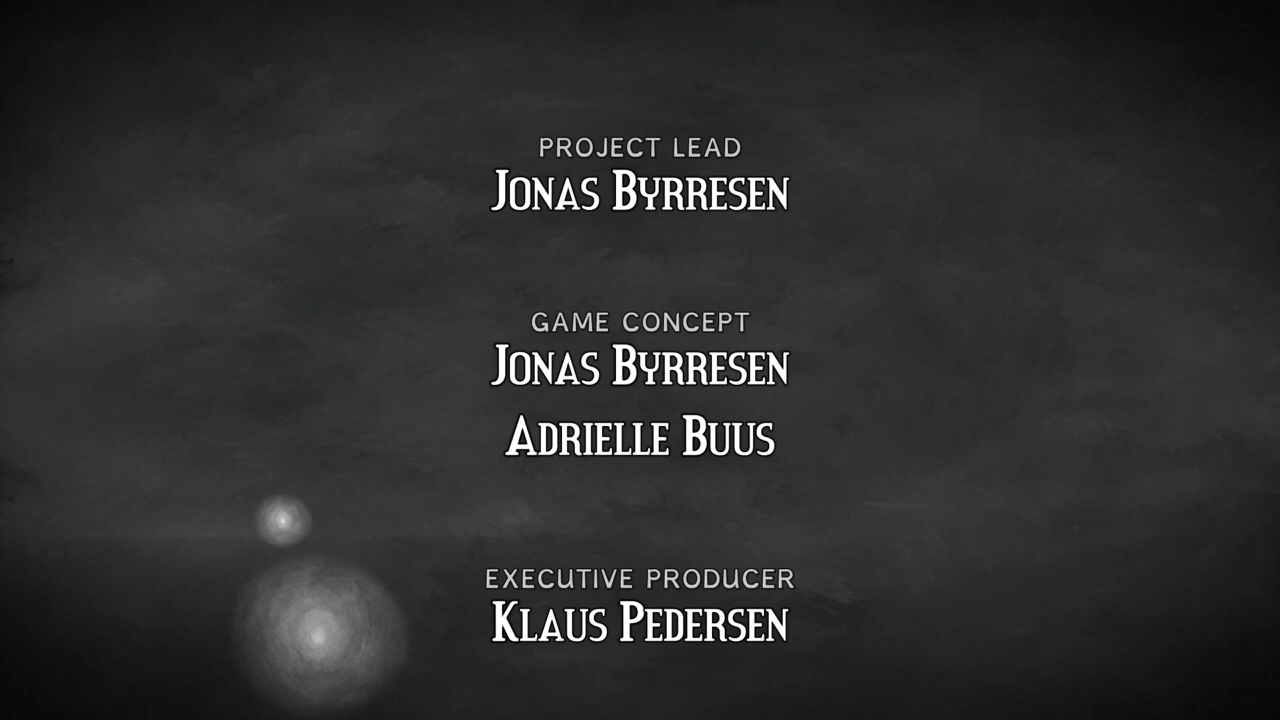 PROJECT LEAD
JONAS BYRRESEN
GAME CONCEPT
JONAS BYRRESEN
ADRIELLE BUUS
EXECUTIVE PRODUCER
KLAUS PEDERSEN